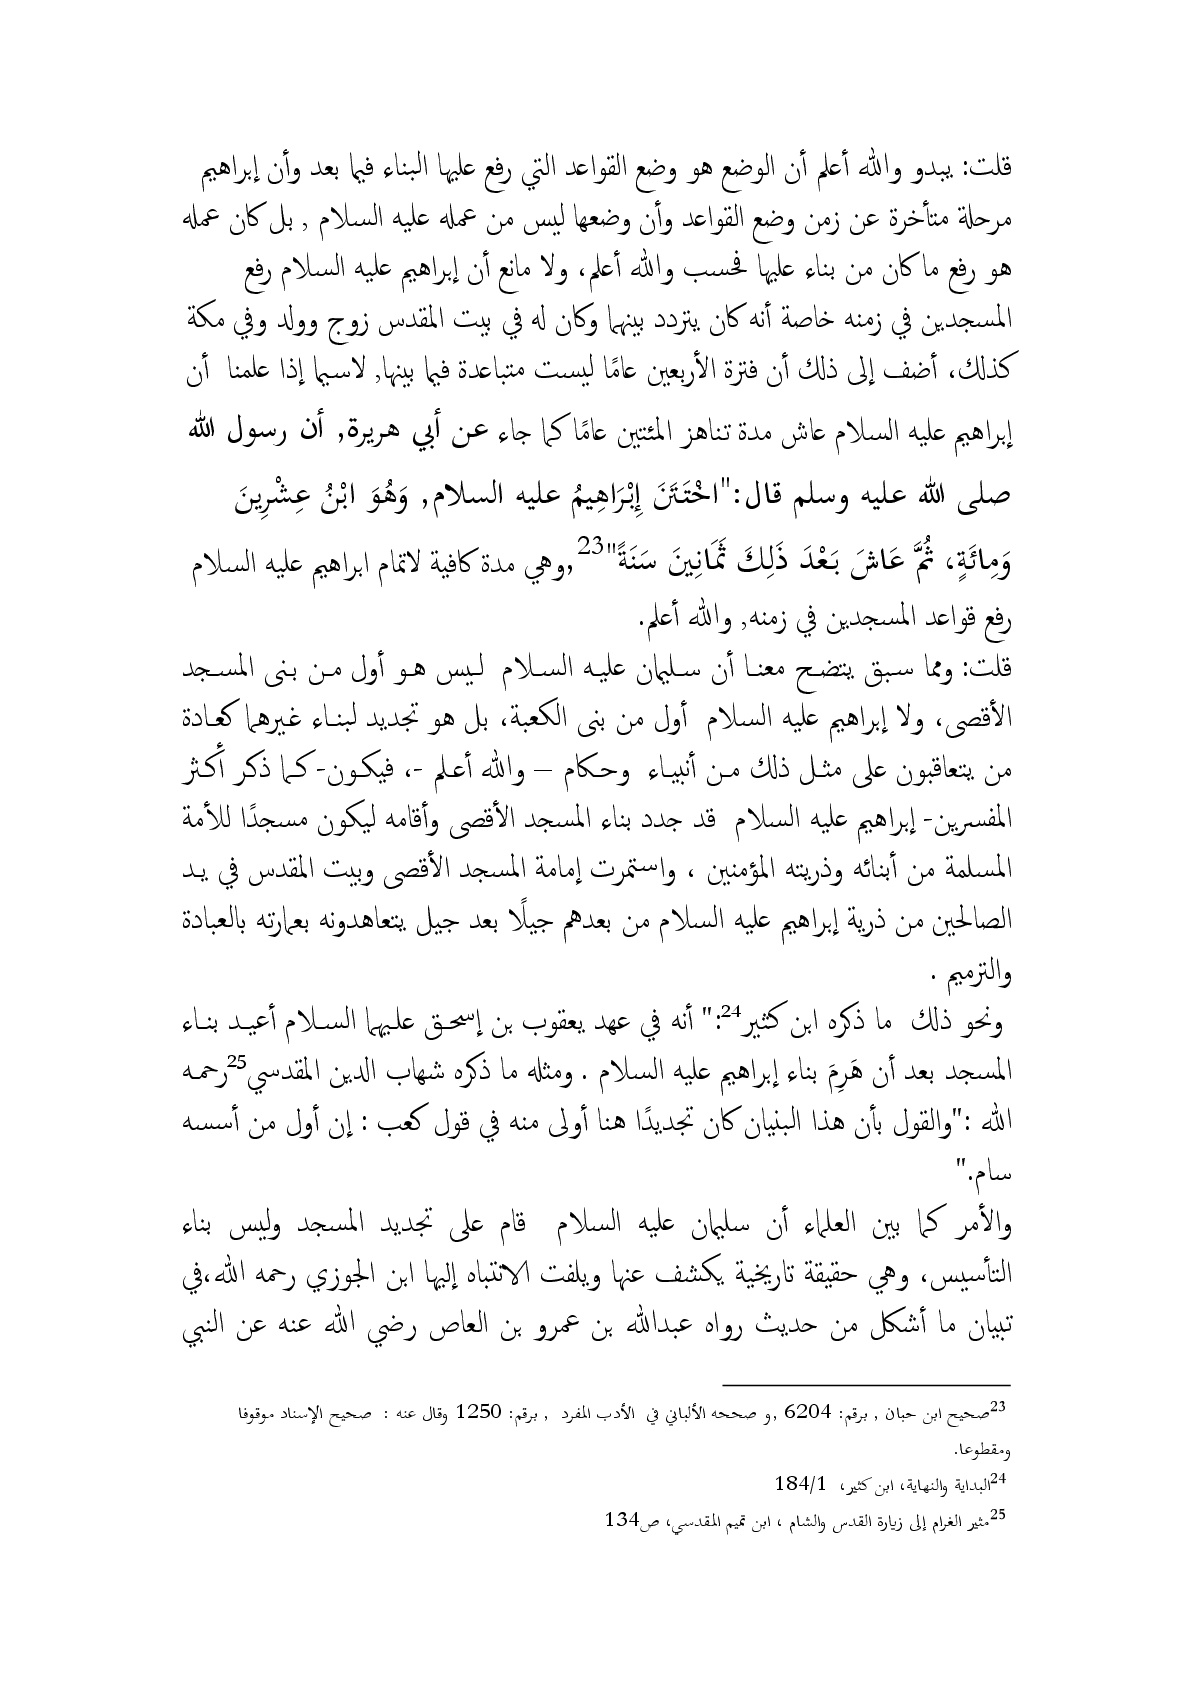 قلت: يبدو والله أعلم أن الوضع هو وضع القواعد التي رفع عليها البناء فيما بعد وأن إبراهيم
مرحلة متأخرة عن زمن وضع القواعد وأن وضعها ليس من عمله عليه السلام , بل كان عمله
هو رفع ما كان من بناء عليها فحسب والله أعلم، ولا مانع أن إبراهيم عليه السلام رفع
المسجدين في زمنه خاصة أنه كان يتردد بينهما وكان له في بيت المقدس زوج وولد وفي مكة
كذلك، أضف إلى ذلك أن فترة الأربعين عامًا ليست متباعدة فيما بينها, لاسيما إذا علمنا أن
إبراهيم عليه السلام عاش مدة تناهز المئتين عامًا كما جاء عن أبي هريرة, أن رسول الله
صلى الله عليه وسلم قال:"اخْتَتَنَ إِبْرَاهِيمُ عليه السلام, وَهُوَ ابْنُ عِشْرِينَ
وَمِائَةٍ، ثُمَّ عَاشَ بَعْدَ ذَلِكَ ثَمَانِينَ سَنَةً"23 ,وهي مدة كافية لاتمام ابراهيم عليه السلام
رفع قواعد المسجدين في زمنه, والله أعلم.
قلت: ومما سبق يتضح معنا أن سليمان عليه السلام ليس هو أول من بنى المسجد
الأقصى، ولا إبراهيم عليه السلام أول من بنى الكعبة، بل هو تجديد لبناء غيرهما كعادة
من يتعاقبون على مثل ذلك من أنبياء وحكام – والله أعلم -، فيكون-كما ذكر أكثر
المفسرين- إبراهيم عليه السلام قد جدد بناء المسجد الأقصى وأقامه ليكون مسجدًا للأمة
المسلمة من أبنائه وذريته المؤمنين ، واستمرت إمامة المسجد الأقصى وبيت المقدس في يد
الصالحين من ذرية إبراهيم عليه السلام من بعدهم جيلًا بعد جيل يتعاهدونه بعمارته بالعبادة
والترميم .
ونحو ذلك ما ذكره ابن كثير24:" أنه في عهد يعقوب بن إسحق عليهما السلام أعيد بناء
المسجد بعد أن هَرِمَ بناء إبراهيم عليه السلام . ومثله ما ذكره شهاب الدين المقدسي25رحمه
الله :"والقول بأن هذا البنيان كان تجديدًا هنا أولى منه في قول كعب : إن أول من أسسه
سام."
والأمر كما بين العلماء أن سليمان عليه السلام قام على تجديد المسجد وليس بناء
التأسيس، وهي حقيقة تاريخية يكشف عنها ويلفت الانتباه إليها ابن الجوزي رحمه الله،في
تبيان ما أشكل من حديث رواه عبدالله بن عمرو بن العاص رضي الله عنه عن النبي
23صحيح ابن حبان , برقم: 6204 ,و صححه الألباني في الأدب المفرد , برقم: 1250 وقال عنه : صحيح الإسناد موقوفا
ومقطوعا.
24البداية والنهاية، ابن كثير، 184/1
25مثير الغرام إلى زيارة القدس والشام ، ابن تميم المقدسي، ص134